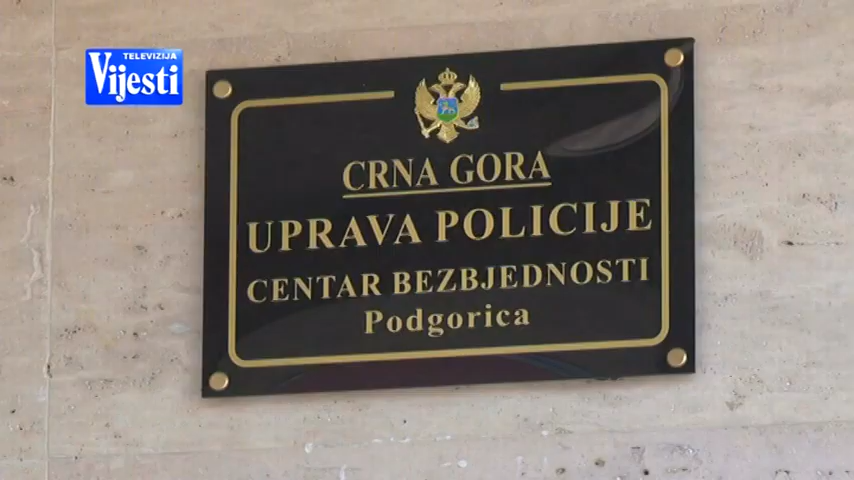 TELEVIZIJA
Vijesti
CRNA GORA
UPRAVA POLICIJE
CENTAR BEZBJEDNOSTI
Podgorica